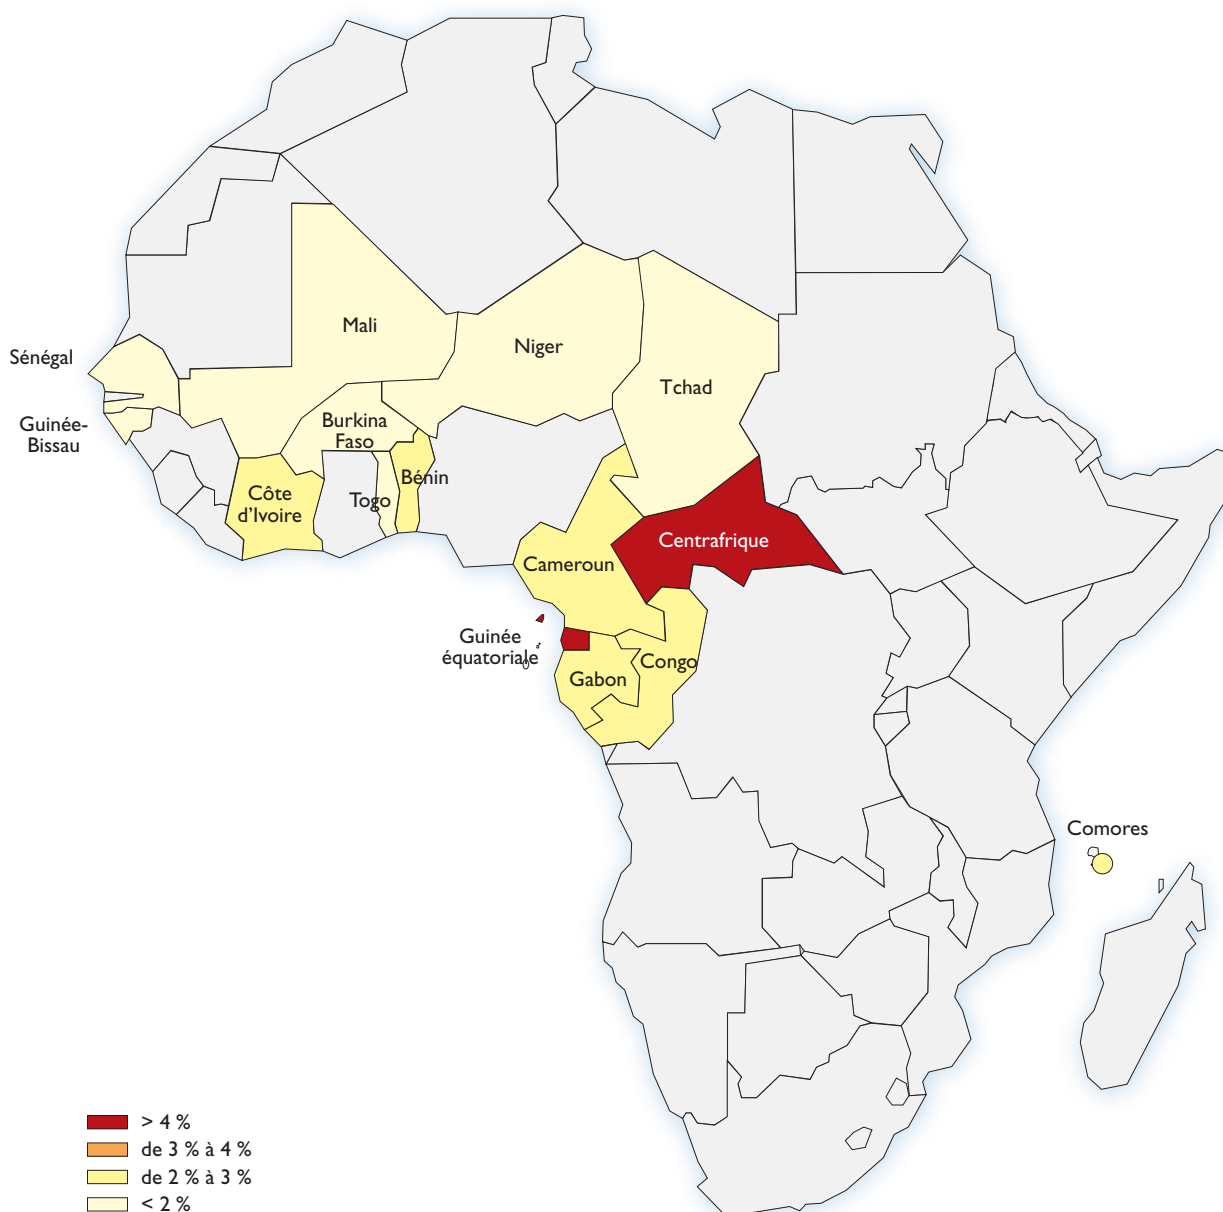 Mali
Niger
Sénégal
Tchad
Guinée-
Bissau
Burkina
Faso
Bénin
Côte
d'Ivoire
Togo
Centrafrique
Cameroun
Guinée
équatoriale
Congo
Gabon
Comores
> 4 %
de 3 % à 4 %
de 2 % à 3 %
< 2 %